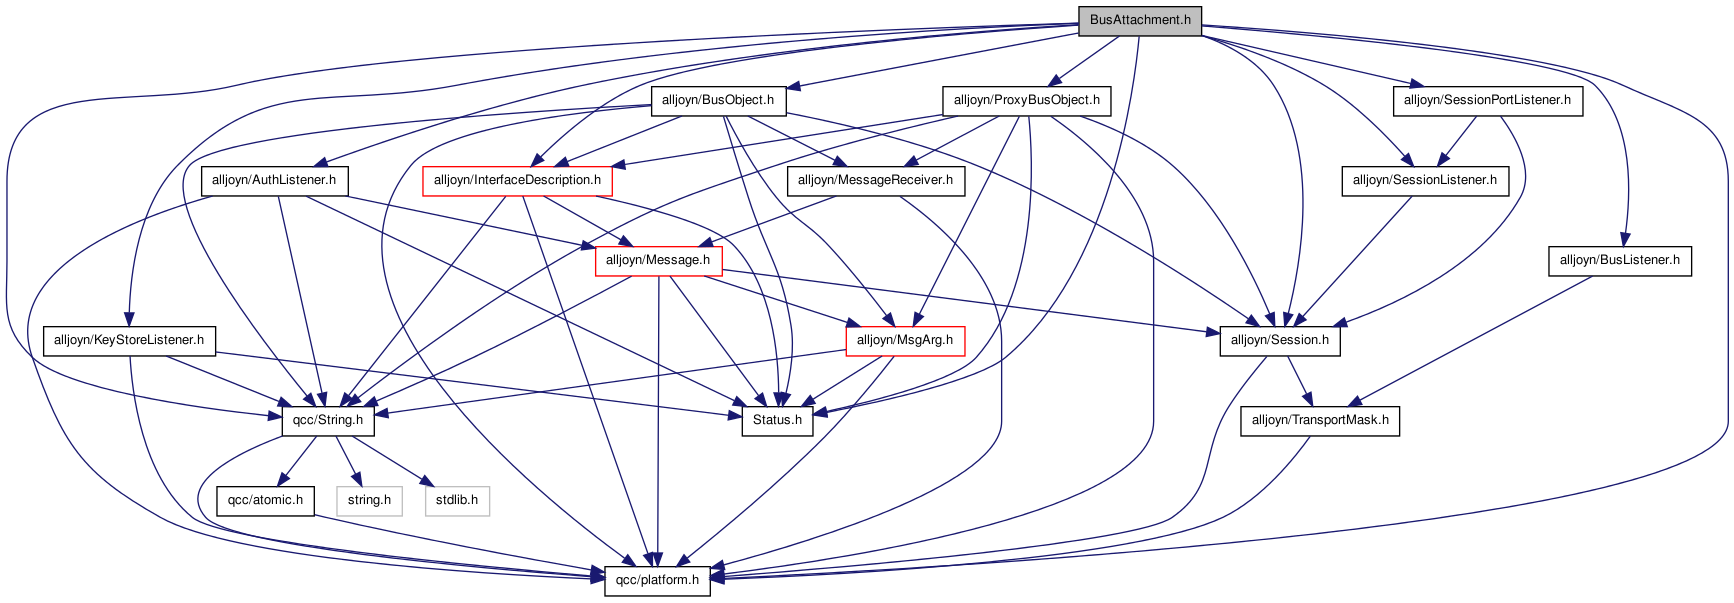 BusAttachment.h
alljoyn/BusObject.h
alljoyn/ProxyBusObject.h
alljoyn/SessionPortListener.h
alljoyn/AuthListener.h
alljoyn/InterfaceDescription.h
alljoyn/MessageReceiver.h
alljoyn/SessionListener.h
alljoyn/Message.h
alljoyn/BusListener.h
alljoyn/KeyStoreListener.h
alljoyn/MsgArg.h
alljoyn/Session.h
qcc/String.h
Status.h
alljoyn/TransportMask.h
qcc/atomic.h
string.h
stdlib.h
qcc/platform.h